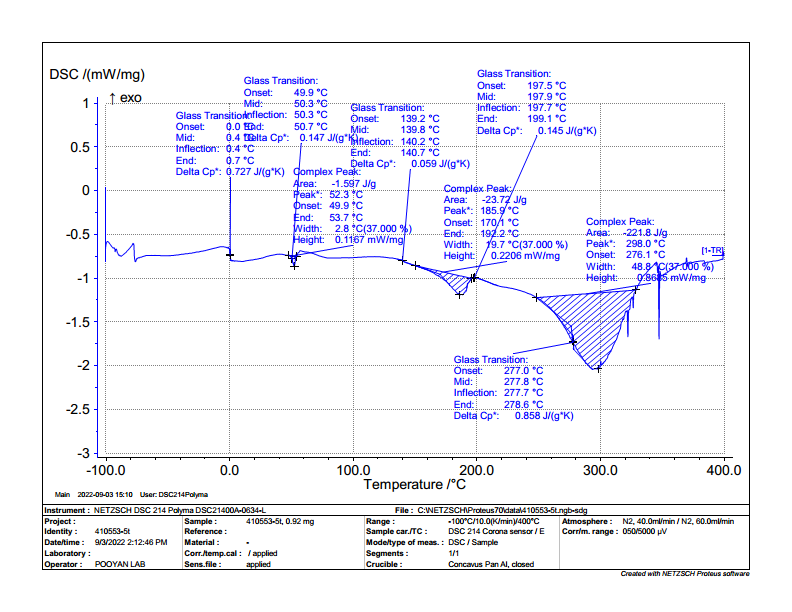 DSC /(mW/mg)
↑ exo
Glass Transition:
Onset: 0.0 °C
Mid: 0.4 °C
Inflection: 0.4 °C
End: 0.7 °C
Delta Cp*: 0.727 J/(g*K)
Glass Transition:
Onset: 49.9 °C
Mid: 50.3 °C
Inflection: 50.3 °C
End: 50.7 °C
Delta Cp*: 0.147 J/(g*K)
Complex Peak:
Area: -1.597 J/g
Peak*: 52.3 °C
Onset: 49.9 °C
End: 53.7 °C
Width: 2.8 °C(37.000 %)
Height: 0.1167 mW/mg
Glass Transition:
Onset: 139.2 °C
Mid: 139.8 °C
Inflection: 140.2 °C
End: 140.7 °C
Delta Cp*: 0.059 J/(g*K)
Complex Peak:
Area: -23.72 J/g
Peak*: 185.9 °C
Onset: 170.1 °C
End: 192.2 °C
Width: 19.7 °C(37.000 %)
Height: 0.2206 mW/mg
Glass Transition:
Onset: 197.5 °C
Mid: 197.9 °C
Inflection: 197.7 °C
End: 199.1 °C
Delta Cp*: 0.145 J/(g*K)
Complex Peak:
Area: -221.8 J/g
Peak*: 298.0 °C
Onset: 276.1 °C
Width: 48.8 °C(37.000 %)
Height: 0.8685 mW/mg
[1-TR]
Glass Transition:
Onset: 277.0 °C
Mid: 277.8 °C
Inflection: 277.7 °C
End: 278.6 °C
Delta Cp*: 0.858 J/(g*K)
1
0.5
0
-0.5
-1
-1.5
-2
-2.5
-3
-100.0 0.0 100.0 200.0 300.0 400.0
Temperature /°C
Main 2022-09-03 15:10 User: DSC214Polyma
Instrument : NETZSCH DSC 214 Polyma DSC21400A-0634-L File : C:\NETZSCH\Proteus70\data\410553-5t.ngb-sdg
Project : Sample : 410553-5t, 0.92 mg Range : -100°C/10.0(K/min)/400°C Atmosphere : N2, 40.0ml/min / N2, 60.0ml/min
Identity : 410553-5t Reference : Sample car./TC : DSC 214 Corona sensor / E Corr/m. range : 050/5000 µV
Date/time : 9/3/2022 2:12:46 PM Material : - Mode/type of meas. : DSC / Sample
Laboratory : Corr./temp.cal : / applied Segments : 1/1
Operator : POOYAN LAB Sens.file : applied Crucible : Concavus Pan Al, closed
Created with NETZSCH Proteus software